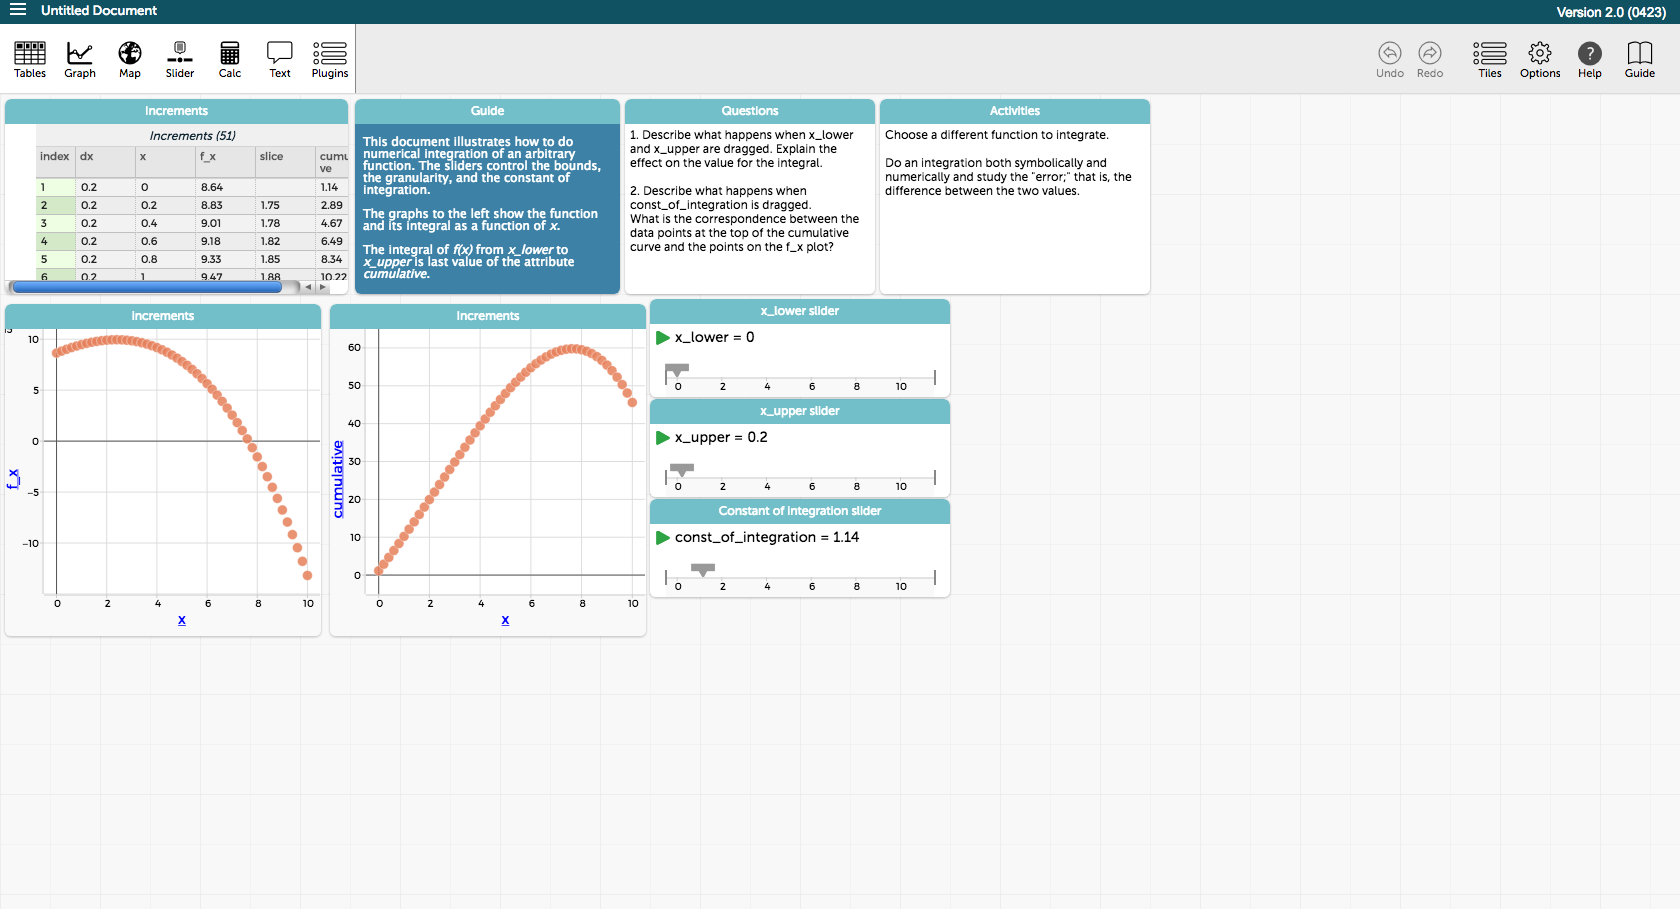 Untitled Document
Version 2.0 (0423)
Tables Graph Map Slider Calc Text Plugins
Undo Redo Tiles Options Help Guide
Increments
Increments (51)
index dx x f_x slice cumu
ve
1 0.2 0 8.64 1.14
2 0.2 0.2 8.83 1.75 2.89
3 0.2 0.4 9.01 1.78 4.67
4 0.2 0.6 9.18 1.82 6.49
5 0.2 0.8 9.33 1.85 8.34
6 0.2 1 9.47 1.88 10.22
Guide
This document illustrates how to do
numerical integration of an arbitrary
function. The sliders control the bounds,
the granularity, and the constant of
integration.
The graphs to the left show the function
and its integral as a function of x.
The integral of f(x) from x_lower to
x_upper is last value of the attribute
cumulative.
Questions
1. Describe what happens when x_lower
and x_upper are dragged. Explain the
effect on the value for the integral.
2. Describe what happens when
const_of_integration is dragged.
What is the correspondence between the
data points at the top of the cumulative
curve and the points on the f_x plot?
Activities
Choose a different function to integrate.
Do an integration both symbolically and
numerically and study the "error;" that is, the
difference between the two values.
Increments
10
5
0
−5
−10
f_x
0 2 4 6 8 10
x
Increments
60
50
40
30
20
10
0
cumulative
0 2 4 6 8 10
x
x_lower slider
x_lower = 0
0 2 4 6 8 10
x_upper slider
x_upper = 0.2
0 2 4 6 8 10
Constant of integration slider
const_of_integration = 1.14
0 2 4 6 8 10